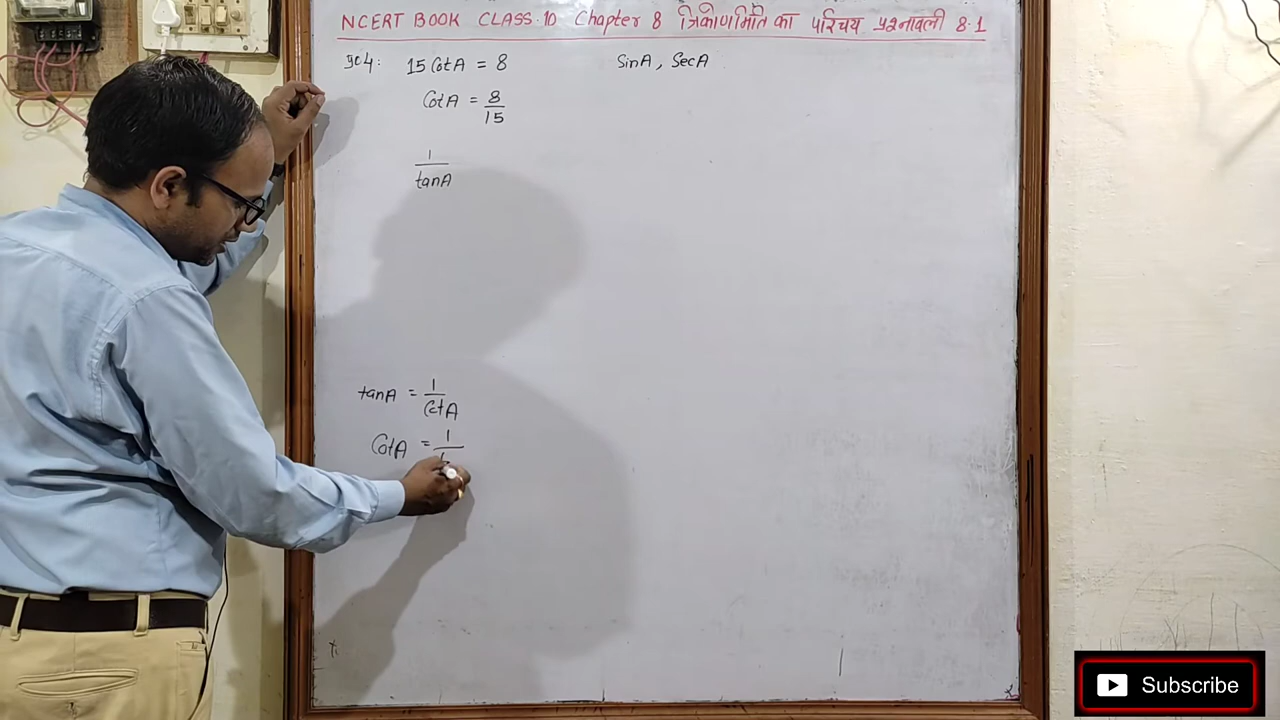 NCERT BOOK CLASS.10 Chapter 8 त्रिकोणमिति का परिचय प्रश्नावली 8.1
प्र04: 15 CotA = 8 SinA, SecA
CotA = 8/15
1/tanA
tanA = 1/CotA
CotA = 1/
Subscribe